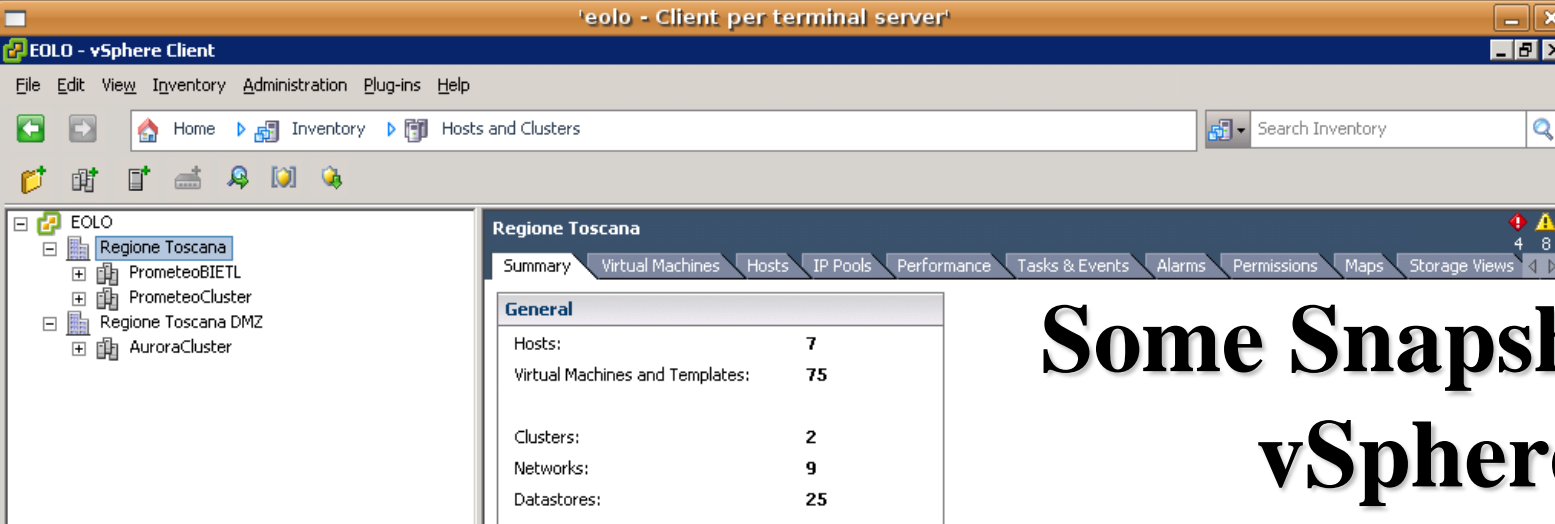 'eolo - Client per terminal server'
EOLO - vSphere Client
File Edit View Inventory Administration Plug-ins Help
Home Inventory Hosts and Clusters Search Inventory
EOLO
Regione Toscana
PrometeoBIETL
PrometeoCluster
Regione Toscana DMZ
AuroraCluster
Regione Toscana
4 8
Summary Virtual Machines Hosts IP Pools Performance Tasks & Events Alarms Permissions Maps Storage Views
General
Hosts: 7
Virtual Machines and Templates: 75
Clusters: 2
Networks: 9
Datastores: 25
Some Snapsh
vSphere